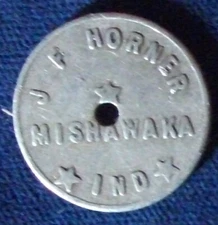 J F HORNER
MISHAWAKA
IND